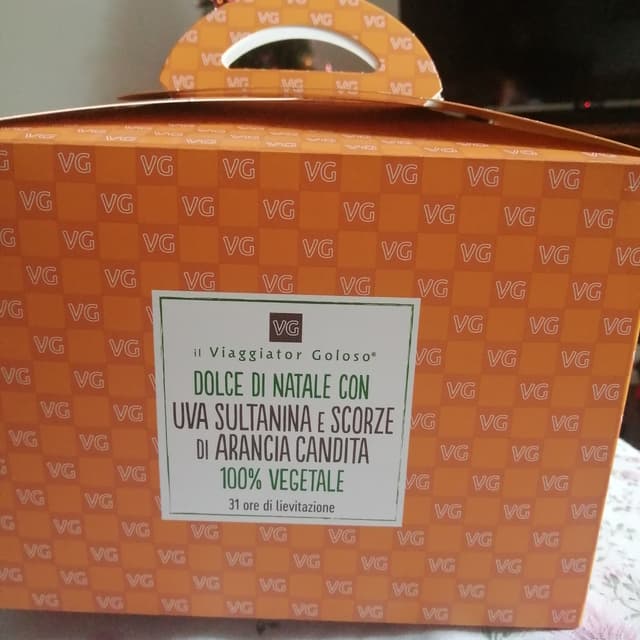 VG
il Viaggiator Goloso®
DOLCE DI NATALE CON
UVA SULTANINA E SCORZE
DI ARANCIA CANDITA
100% VEGETALE
31 ore di lievitazione